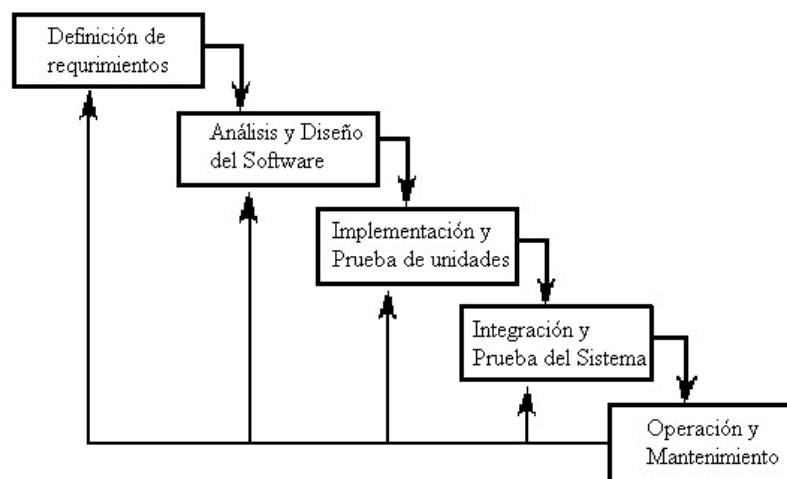 Definición de
requrimientos
Análisis y Diseño
del Software
Implementación y
Prueba de unidades
Integración y
Prueba del Sistema
Operación y
Mantenimiento